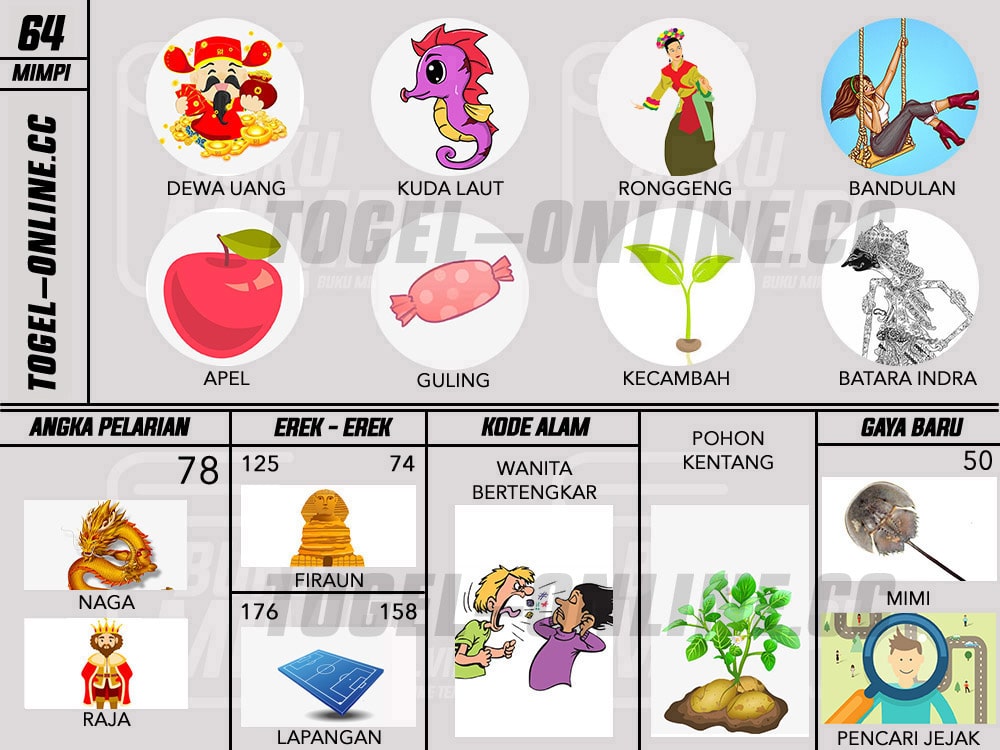 64
MIMPI
TOGEL-ONLINE.CC
DEWA UANG
KUDA LAUT
RONGGENG
BANDULAN
TOGEL-ONLINE.CC
APEL
GULING
KECAMBAH
BATARA INDRA
ANGKA PELARIAN
78
NAGA
RAJA
EREK - EREK
125 74
FIRAUN
176 158
LAPANGAN
KODE ALAM
WANITA
BERTENGKAR
POHON
KENTANG
TOGEL-ONLINE.CC
GAYA BARU
50
MIMI
PENCARI JEJAK